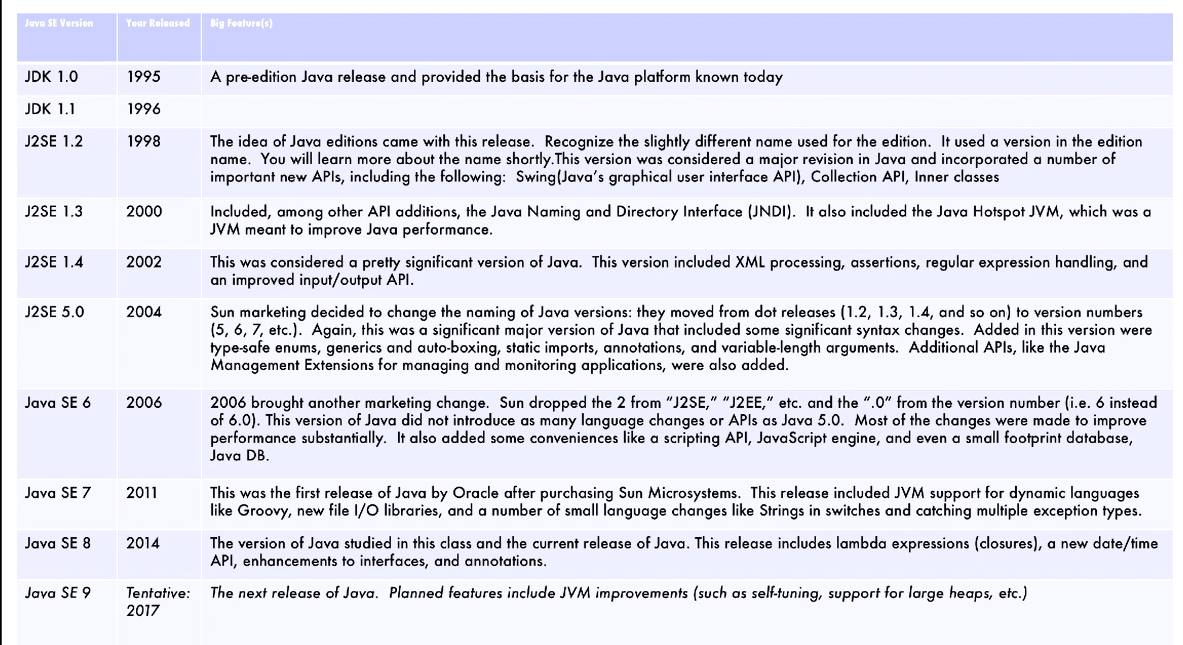 Java SE Version Year Released Big Feature(s)
JDK 1.0 1995 A pre-edition Java release and provided the basis for the Java platform known today
JDK 1.1 1996
J2SE 1.2 1998 The idea of Java editions came with this release.  Recognize the slightly different name used for the edition.  It used a version in the edition
name.  You will learn more about the name shortly.This version was considered a major revision in Java and incorporated a number of
important new APIs, including the following:  Swing(Java's graphical user interface API), Collection API, Inner classes
J2SE 1.3 2000 Included, among other API additions, the Java Naming and Directory Interface (JNDI).  It also included the Java Hotspot JVM, which was a
JVM meant to improve Java performance.
J2SE 1.4 2002 This was considered a pretty significant version of Java.  This version included XML processing, assertions, regular expression handling, and
an improved input/output API.
J2SE 5.0 2004 Sun marketing decided to change the naming of Java versions: they moved from dot releases (1.2, 1.3, 1.4, and so on) to version numbers
(5, 6, 7, etc.).  Again, this was a significant major version of Java that included some significant syntax changes.  Added in this version were
type-safe enums, generics and auto-boxing, static imports, annotations, and variable-length arguments.  Additional APIs, like the Java
Management Extensions for managing and monitoring applications, were also added.
Java SE 6 2006 2006 brought another marketing change.  Sun dropped the 2 from "J2SE," "J2EE," etc. and the ".0" from the version number (i.e. 6 instead
of 6.0). This version of Java did not introduce as many language changes or APIs as Java 5.0.  Most of the changes were made to improve
performance substantially.  It also added some conveniences like a scripting API, JavaScript engine, and even a small footprint database,
Java DB.
Java SE 7 2011 This was the first release of Java by Oracle after purchasing Sun Microsystems.  This release included JVM support for dynamic languages
like Groovy, new file I/O libraries, and a number of small language changes like Strings in switches and catching multiple exception types.
Java SE 8 2014 The version of Java studied in this class and the current release of Java. This release includes lambda expressions (closures), a new date/time
API, enhancements to interfaces, and annotations.
Java SE 9 Tentative: The next release of Java.  Planned features include JVM improvements (such as self-tuning, support for large heaps, etc.)
2017